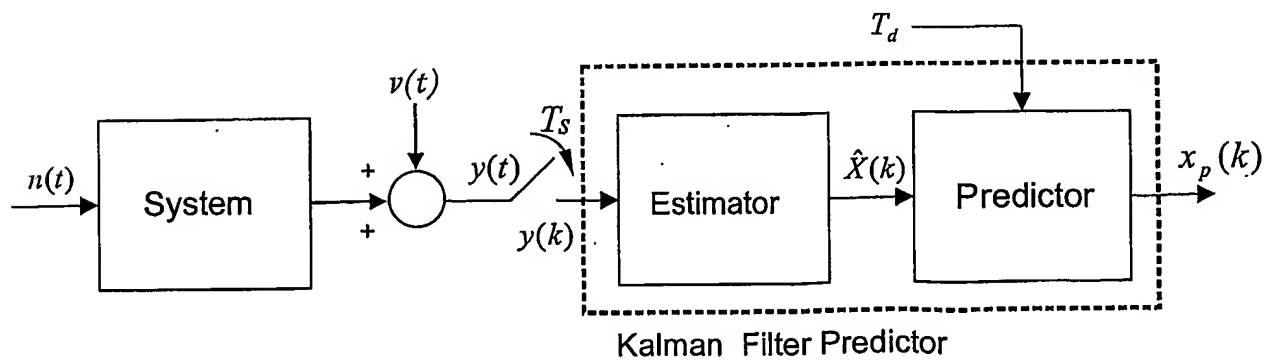 T_d
v(t)
T_s
n(t)
System
+
+
y(t)
y(k)
Estimator
X̂(k)
Predictor
x_p(k)
Kalman Filter Predictor